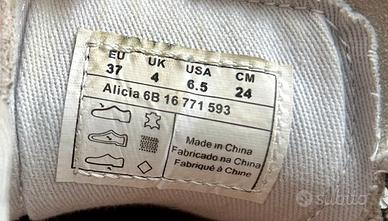 EU UK USA CM
37 4 6.5 24
Alicia 6B 16 771 593
Made in China
Fabricado na China
Fabriqué à Chine
subito